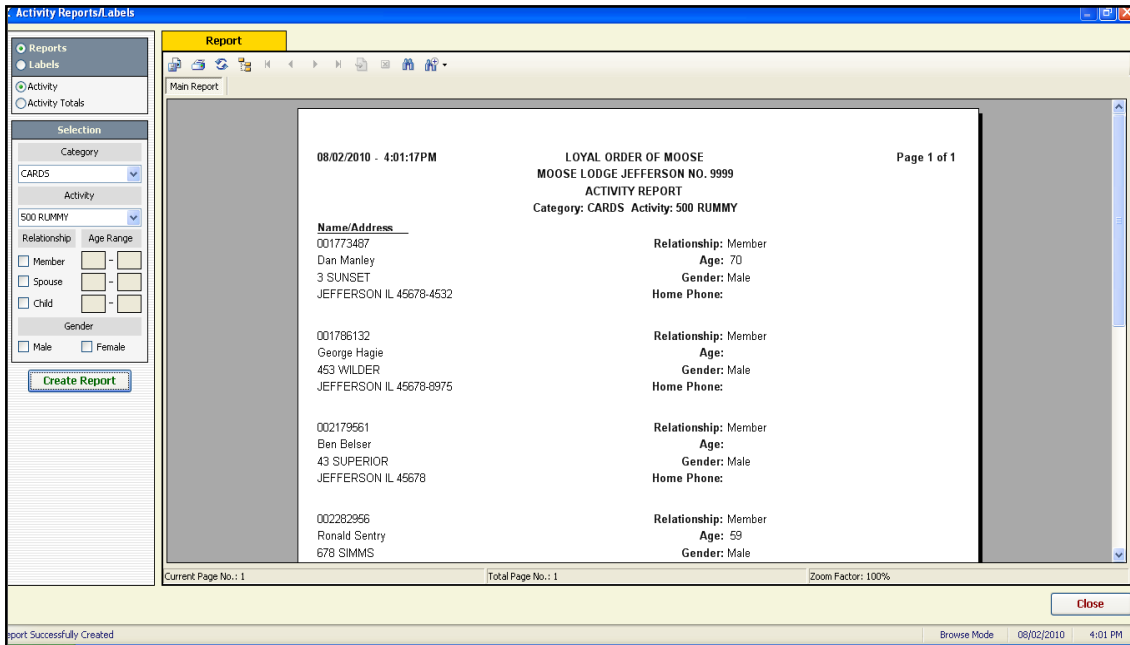 Activity Reports/Labels
Reports
Labels
Activity
Activity Totals
Selection
Category
CARDS
Activity
500 RUMMY
Relationship Age Range
Member -
Spouse -
Child -
Gender
Male Female
Create Report
Report
Main Report
08/02/2010 - 4:01:17PM LOYAL ORDER OF MOOSE Page 1 of 1
MOOSE LODGE JEFFERSON NO. 9999
ACTIVITY REPORT
Category: CARDS Activity: 500 RUMMY
Name/Address
001773487 Relationship: Member
Dan Manley Age: 70
3 SUNSET Gender: Male
JEFFERSON IL 45678-4532 Home Phone:
001786132 Relationship: Member
George Hagie Age:
453 WILDER Gender: Male
JEFFERSON IL 45678-8975 Home Phone:
002179561 Relationship: Member
Ben Belser Age:
43 SUPERIOR Gender: Male
JEFFERSON IL 45678 Home Phone:
002282956 Relationship: Member
Ronald Sentry Age: 59
678 SIMMS Gender: Male
Current Page No.: 1 Total Page No.: 1 Zoom Factor: 100%
Close
eport Successfully Created Browse Mode 08/02/2010 4:01 PM